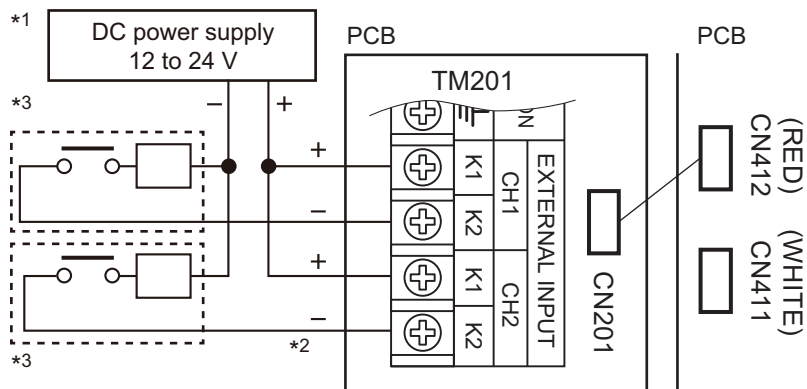 *1
DC power supply
12 to 24 V
PCB
PCB
TM201
*3
−
+
+
K1
CH1
−
K2
+
K1
CH2
−
K2
*2
*3
EXTERNAL INPUT
CN201
(RED)
CN412
(WHITE)
CN411